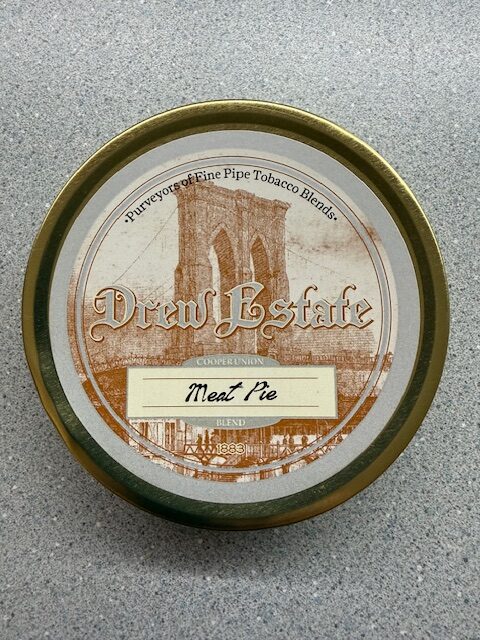 ·Purveyors of Fine Pipe Tobacco Blends·
Drew Estate
COOPER UNION
Meat Pie
BLEND
1883